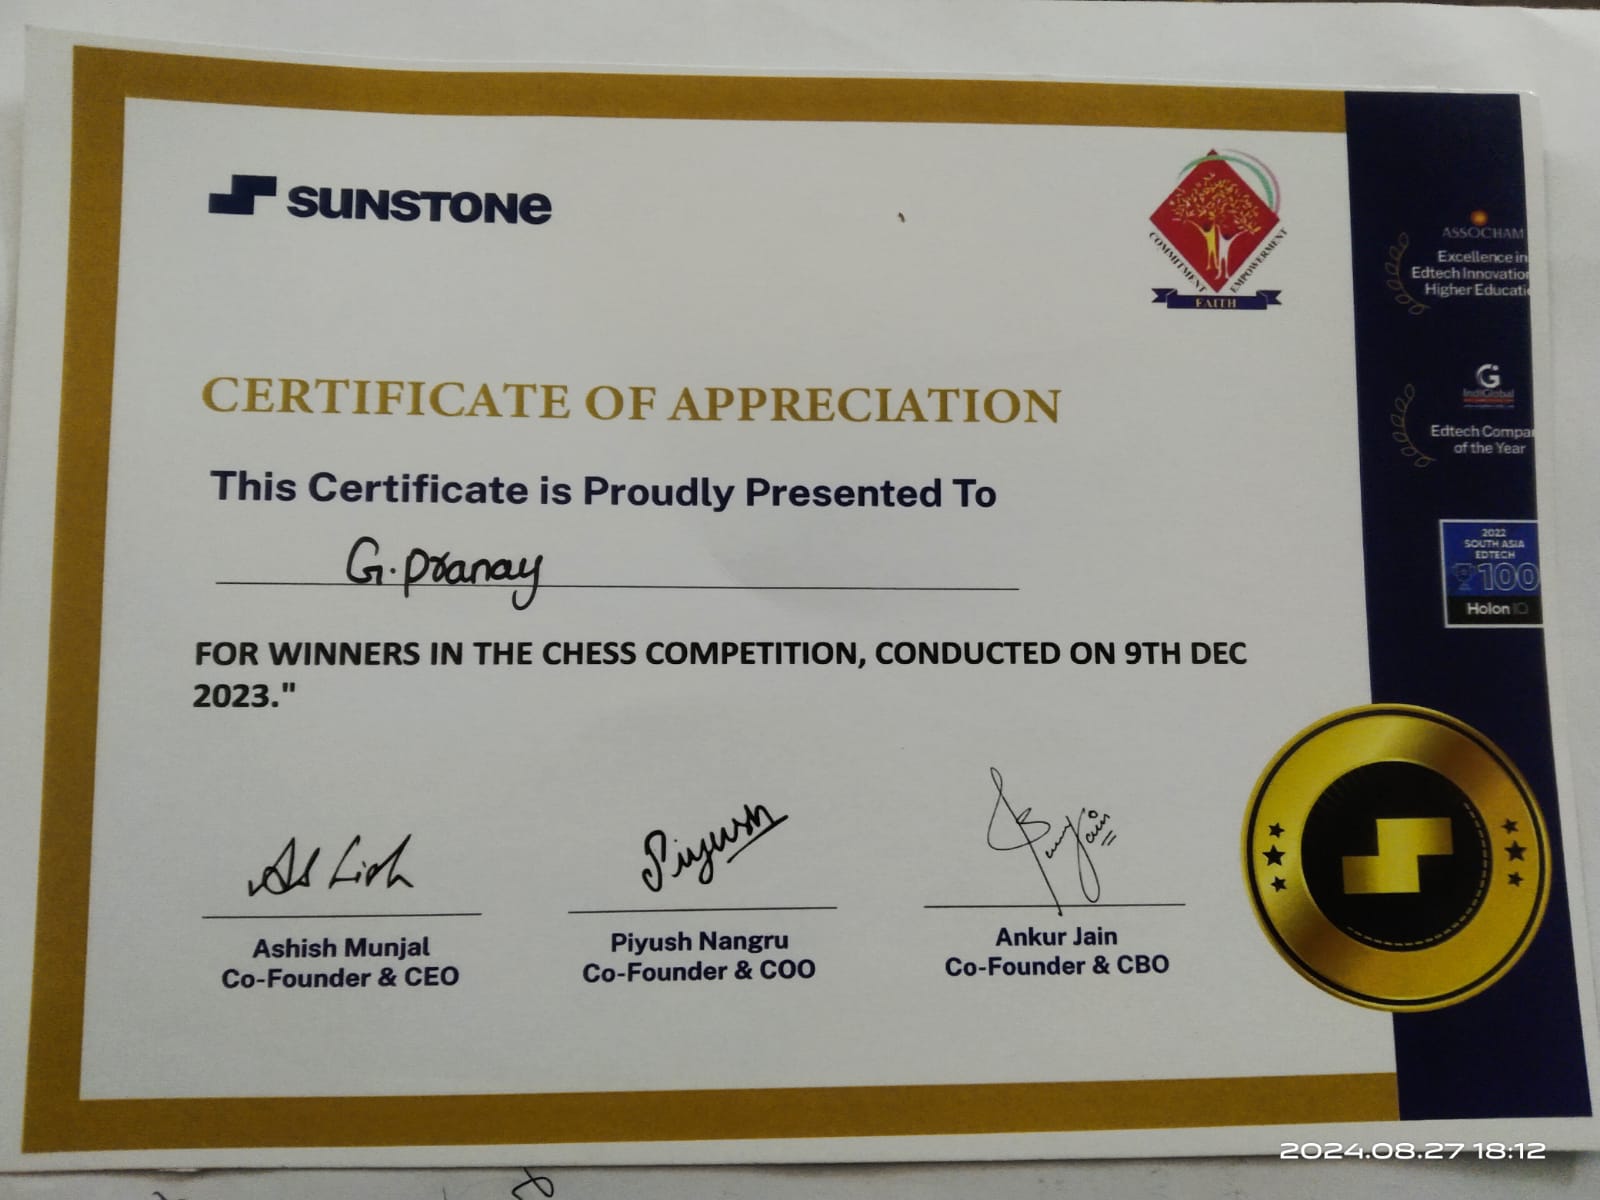 SUNSTONE
COMMITMENT
EMPOWERMENT
FAITH
CERTIFICATE OF APPRECIATION
This Certificate is Proudly Presented To
G. Pranay
FOR WINNERS IN THE CHESS COMPETITION, CONDUCTED ON 9TH DEC
2023."
Ashish Munjal
Co-Founder & CEO
Piyush
Piyush Nangru
Co-Founder & COO
Ankur Jain
Co-Founder & CBO
ASSOCHAM
Excellence in
Edtech Innovation
Higher Educati
G
IndiGlobal
Edtech Compa
of the Year
2022
SOUTH ASIA
EDTECH
100
HolonIQ
2024.08.27 18:12